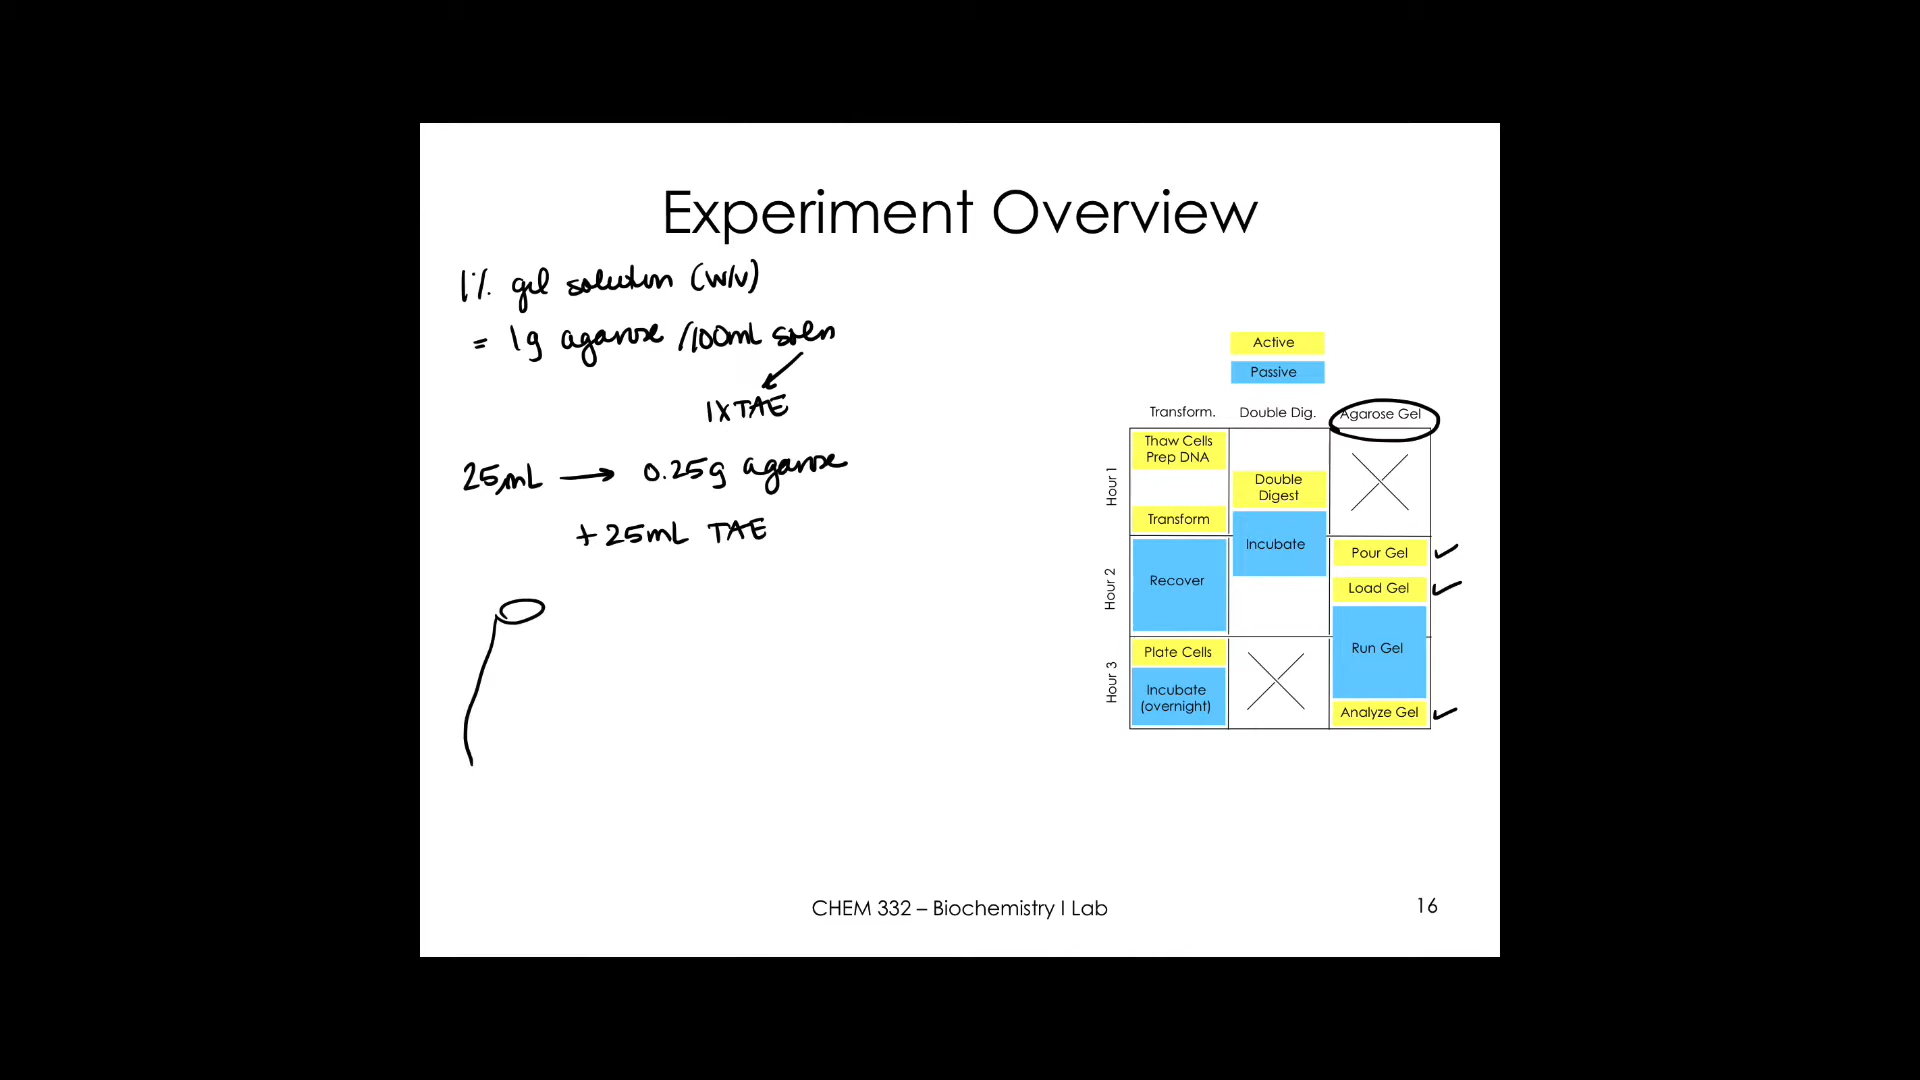 Experiment Overview
1% gel solution (w/v)
= 1g agarose /100mL soln
1X TAE
25mL → 0.25g agarose
+ 25mL TAE
Active
Passive
Transform. Double Dig. Agarose Gel
Hour 1
Thaw Cells
Prep DNA
Transform
Double
Digest
Incubate
Hour 2
Recover
Pour Gel
Load Gel
Run Gel
Hour 3
Plate Cells
Incubate
(overnight)
Analyze Gel
CHEM 332 – Biochemistry I Lab
16